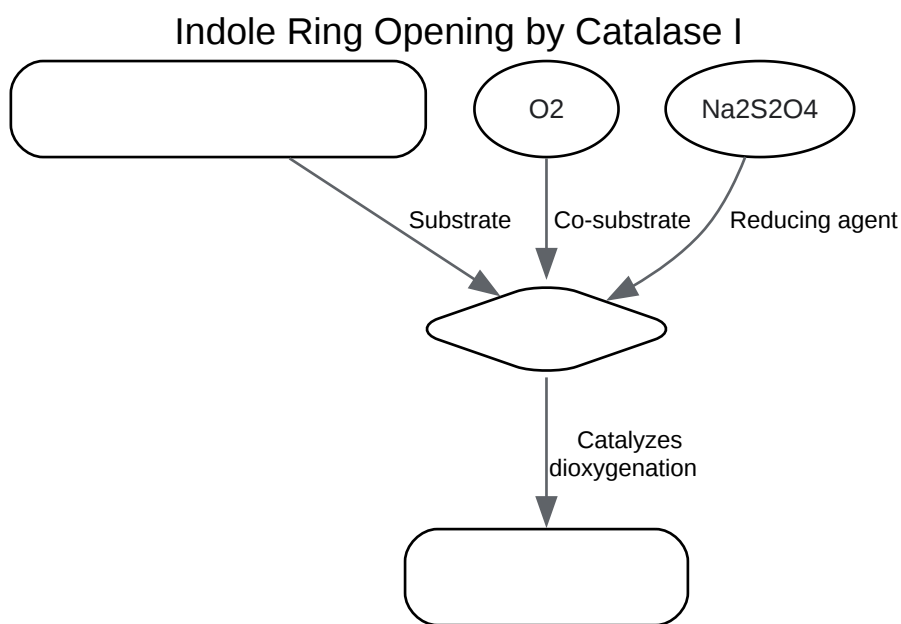 Indole Ring Opening by Catalase I
O2
Na2S2O4
Substrate
Co-substrate
Reducing agent
Catalyzes
dioxygenation